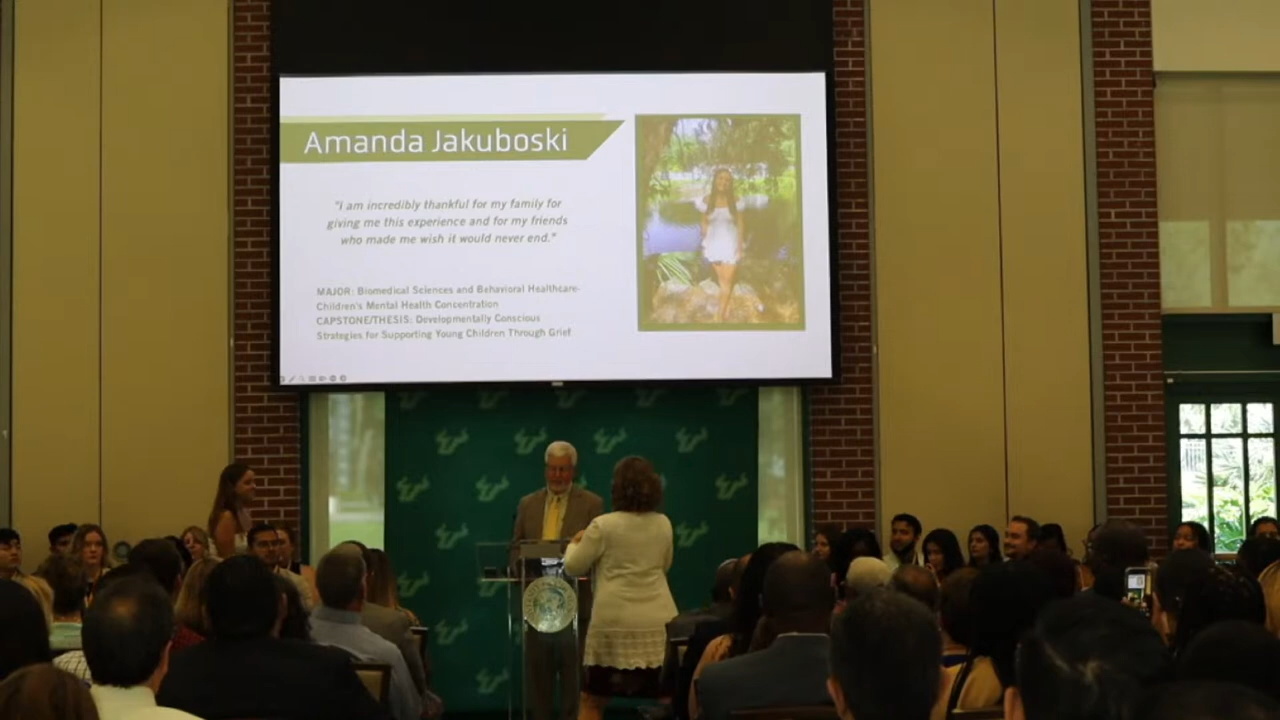 Amanda Jakuboski
"I am incredibly thankful for my family for
giving me this experience and for my friends
who made me wish it would never end."
MAJOR: Biomedical Sciences and Behavioral Healthcare-
Children's Mental Health Concentration
CAPSTONE/THESIS: Developmentally Conscious
Strategies for Supporting Young Children Through Grief